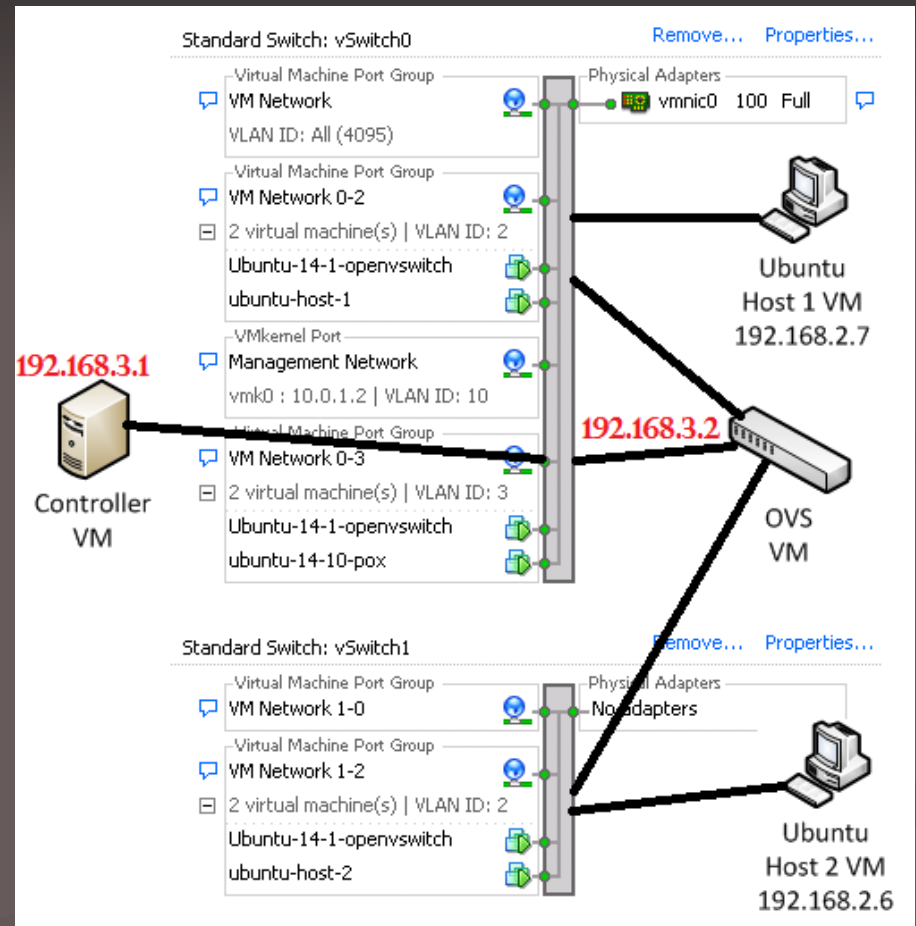 Standard Switch: vSwitch0 Remove... Properties...
Virtual Machine Port Group
VM Network
VLAN ID: All (4095)
Physical Adapters
vmnic0 100 Full
Virtual Machine Port Group
VM Network 0-2
2 virtual machine(s) | VLAN ID: 2
Ubuntu-14-1-openvswitch
ubuntu-host-1
Ubuntu
Host 1 VM
192.168.2.7
VMkernel Port
Management Network
vmk0 : 10.0.1.2 | VLAN ID: 10
192.168.3.1
Controller
VM
Virtual Machine Port Group
VM Network 0-3
2 virtual machine(s) | VLAN ID: 3
Ubuntu-14-1-openvswitch
ubuntu-14-10-pox
192.168.3.2
OVS
VM
Standard Switch: vSwitch1 Remove... Properties...
Virtual Machine Port Group
VM Network 1-0
Physical Adapters
No adapters
Virtual Machine Port Group
VM Network 1-2
2 virtual machine(s) | VLAN ID: 2
Ubuntu-14-1-openvswitch
ubuntu-host-2
Ubuntu
Host 2 VM
192.168.2.6